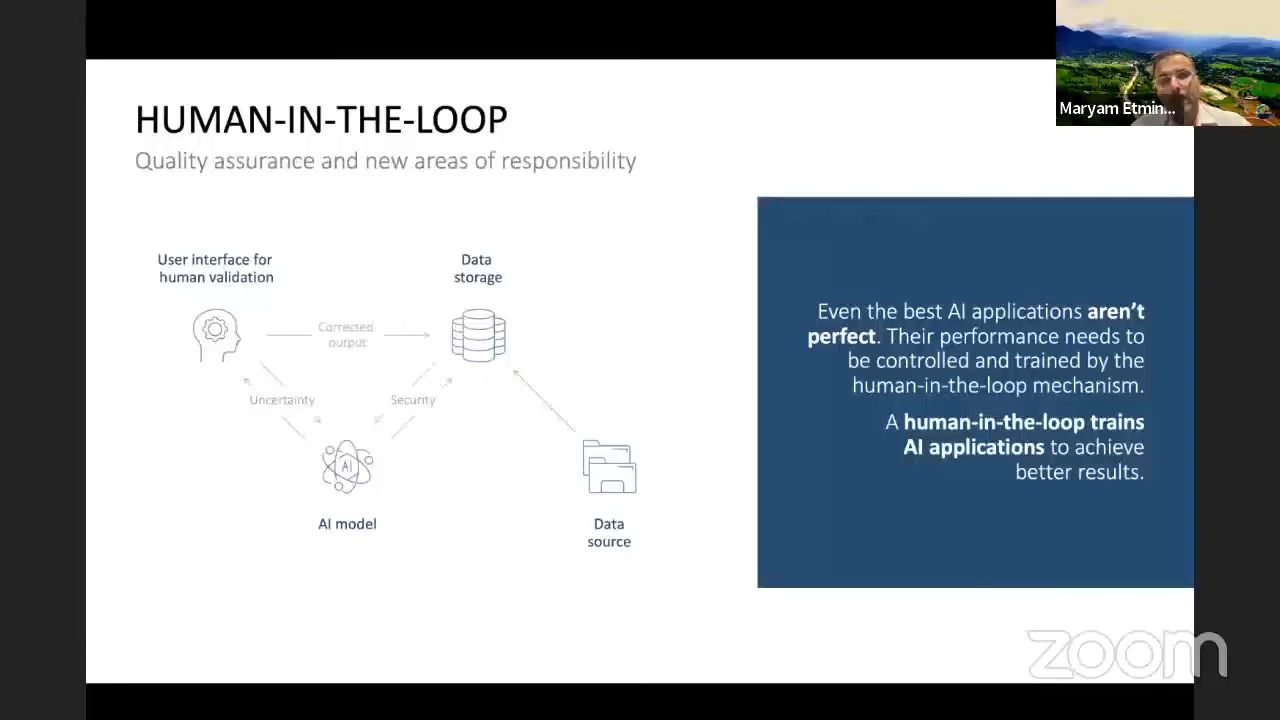 HUMAN-IN-THE-LOOP
Quality assurance and new areas of responsibility
User interface for
human validation
Data
storage
Corrected
output
Uncertainty
Security
AI
AI model
Data
source
Even the best AI applications aren't
perfect. Their performance needs to
be controlled and trained by the
human-in-the-loop mechanism.
A human-in-the-loop trains
AI applications to achieve
better results.
Maryam Etmin...
zoom